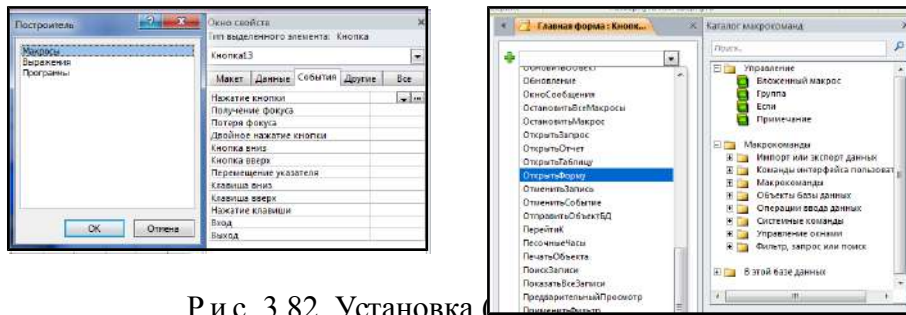 Построитель
Макросы
Выражения
Программы
ОК Отмена
Окно свойств
Тип выделенного элемента: Кнопка
Кнопка13
Макет Данные События Другие Все
Нажатие кнопки
Получение фокуса
Потеря фокуса
Двойное нажатие кнопки
Кнопка вниз
Кнопка вверх
Перемещение указателя
Клавиша вниз
Клавиша вверх
Нажатие клавиши
Вход
Выход
Главная форма : Кнопк...
ОбновитьОбъект
Обновление
ОкноСообщения
ОстановитьВсеМакросы
ОстановитьМакрос
ОткрытьЗапрос
ОткрытьОтчет
ОткрытьТаблицу
ОткрытьФорму
ОтменитьЗапись
ОтменитьСобытие
ОтправитьОбъектБД
ПерейтиК
ПесочныеЧасы
ПечатьОбъекта
ПоискЗаписи
ПоказатьВсеЗаписи
ПредварительныйПросмотр
ПрименитьФильтр
Каталог макрокоманд
Поиск...
Управление
Вложенный макрос
Группа
Если
Примечание
Макрокоманды
Импорт или экспорт данных
Команды интерфейса пользоват
Макрокоманды
Объекты базы данных
Операции ввода данных
Системные команды
Управление окнами
Фильтр, запрос или поиск
В этой базе данных
Рис. 3.82. Установка (